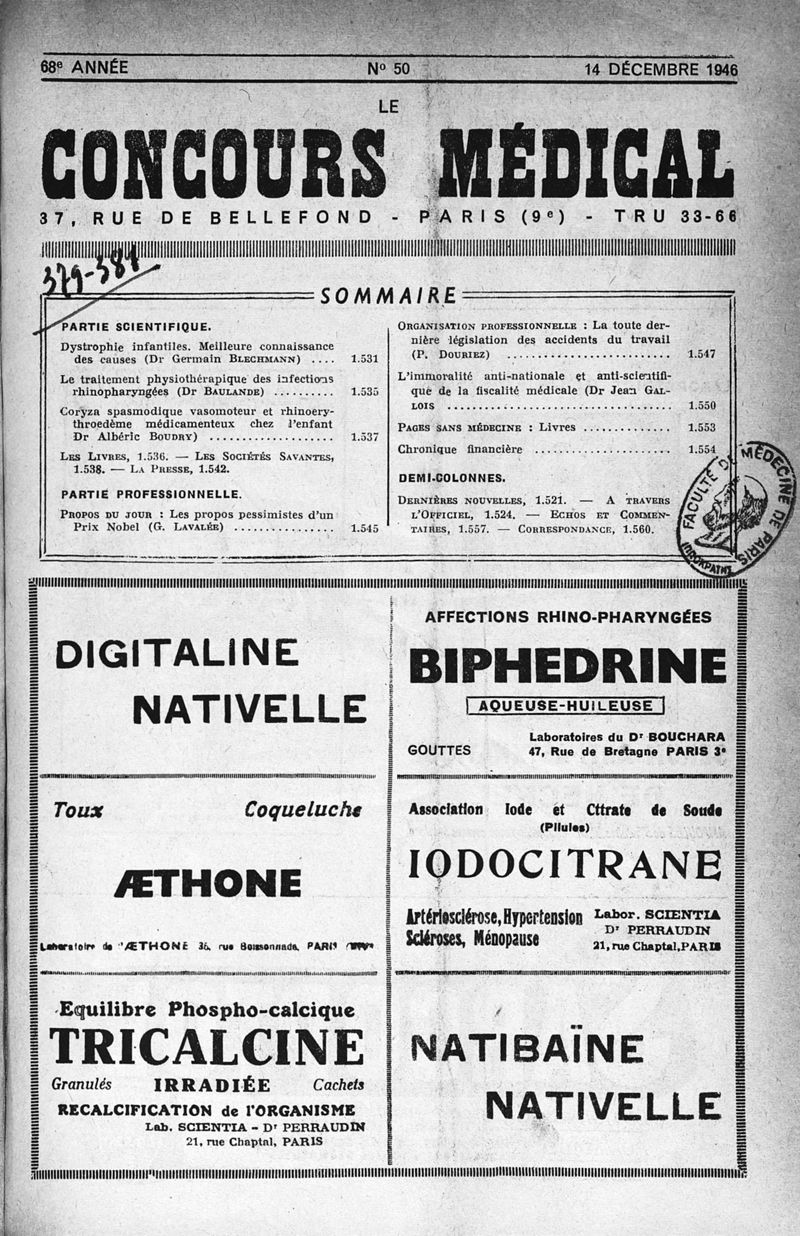 68e ANNÉE No 50 14 DÉCEMBRE 1946
LE
CONCOURS MÉDICAL
37, RUE DE BELLEFOND - PARIS (9e) - TRU 33-66
379-381
SOMMAIRE
PARTIE SCIENTIFIQUE.
Dystrophie infantiles. Meilleure connaissance
des causes (Dr Germain BLECHMANN) .... 1.531
Le traitement physiothérapique des infections
rhinopharyngées (Dr BAULANDE) .......... 1.535
Coryza spasmodique vasomoteur et rhinoery-
throedème médicamenteux chez l'enfant
Dr Albéric BOUDRY) ................... 1.537
LES LIVRES, 1.536. — LES SOCIÉTÉS SAVANTES,
1.538. — LA PRESSE, 1.542.
PARTIE PROFESSIONNELLE.
PROPOS DU JOUR : Les propos pessimistes d'un
Prix Nobel (G. LAVALÉE) ................ 1.545
ORGANISATION PROFESSIONNELLE : La toute der-
nière législation des accidents du travail
(P. DOURIEZ) ......................... 1.547
L'immoralité anti-nationale et anti-scientifi-
que de la fiscalité médicale (Dr Jean GAL-
LOIS .................................. 1.550
PAGES SANS MÉDECINE : Livres .............. 1.553
Chronique financière ..................... 1.554
DEMI-COLONNES.
DERNIÈRES NOUVELLES, 1.521. — A TRAVERS
L'OFFICIEL, 1.524. — ECHOS ET COMMEN-
TAIRES, 1.557. — CORRESPONDANCE, 1.560.
FACULTÉ DE MÉDECINE DE PARIS
DIGITALINE
NATIVELLE
AFFECTIONS RHINO-PHARYNGÉES
BIPHEDRINE
AQUEUSE-HUILEUSE
GOUTTES
Laboratoires du Dr BOUCHARA
47, Rue de Bretagne PARIS 3e
Toux Coqueluche
ÆTHONE
Laboratoire de l'ÆTHONE 36, rue Boissonnade, PARIS
Association Iode et Cttrate de Soude
(Pilules)
IODOCITRANE
Artériosclérose, Hypertension
Scléroses, Ménopause
Labor. SCIENTIA
Dr PERRAUDIN
21, rue Chaptal, PARIS
Equilibre Phospho-calcique
TRICALCINE
Granulés IRRADIÉE Cachets
RECALCIFICATION de l'ORGANISME
Lab. SCIENTIA - Dr PERRAUDIN
21, rue Chaptal, PARIS
NATIBAÏNE
NATIVELLE